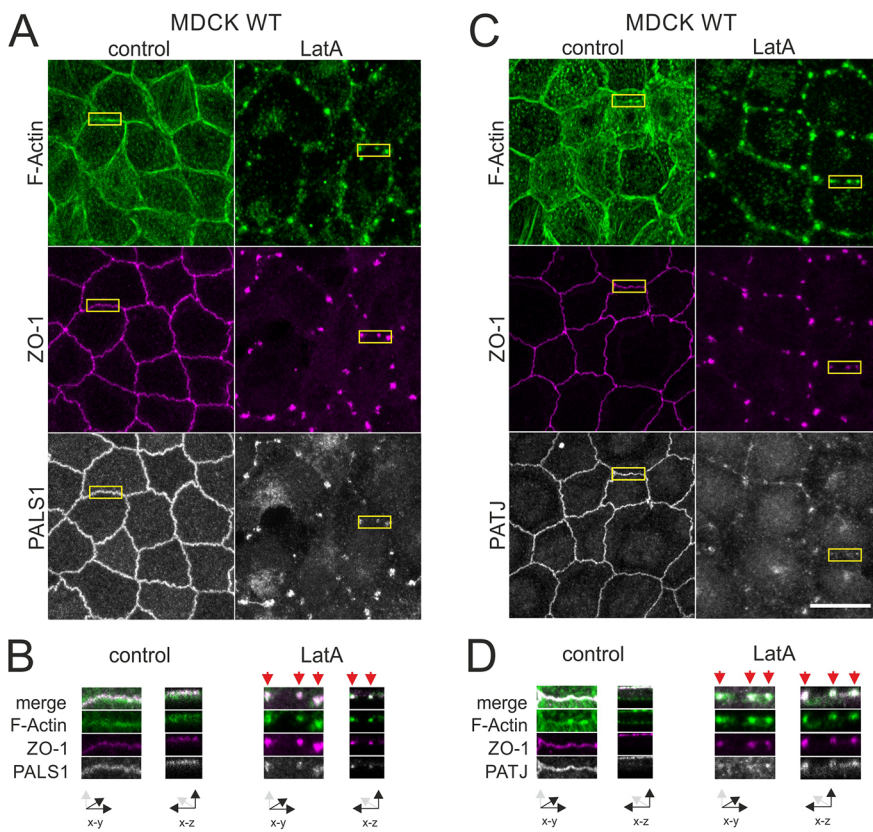 A
MDCK WT
control
LatA
F-Actin
ZO-1
PALS1
C
MDCK WT
control
LatA
F-Actin
ZO-1
PATJ
B
control
LatA
merge
F-Actin
ZO-1
PALS1
x-y
x-z
x-y
x-z
D
control
LatA
merge
F-Actin
ZO-1
PATJ
x-y
x-z
x-y
x-z